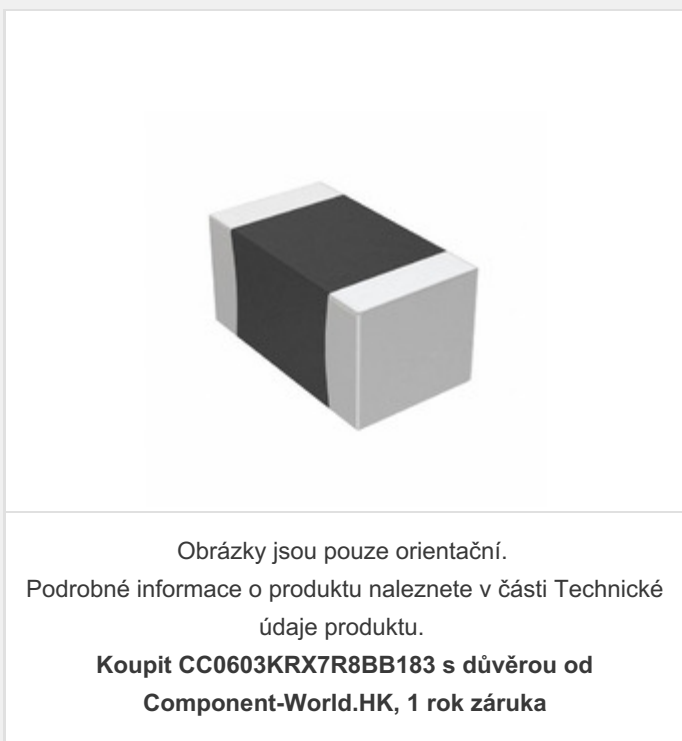 Obrázky jsou pouze orientační.
Podrobné informace o produktu naleznete v části Technické
údaje produktu.
Koupit CC0603KRX7R8BB183 s důvěrou od
Component-World.HK, 1 rok záruka